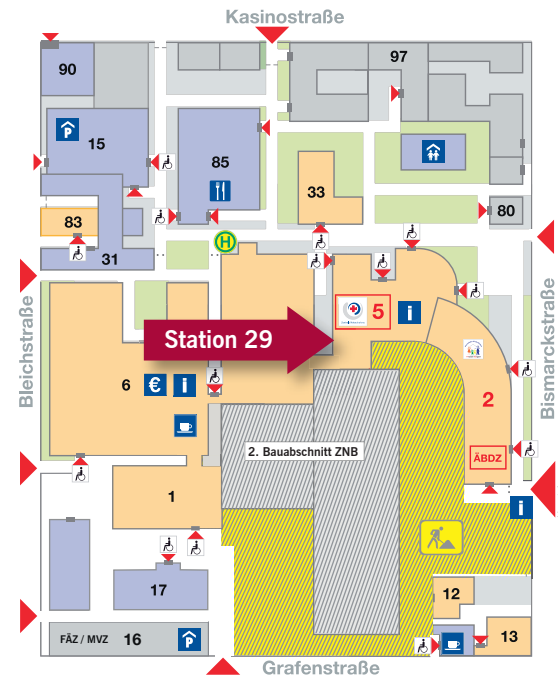 Kasinostraße
90
97
15
P
85
33
83
80
31
H
Bleichstraße
Bismarckstraße
5
i
Station 29
6
€
i
2
2. Bauabschnitt ZNB
ÄBDZ
1
i
17
12
FÄZ / MVZ
16
P
13
Grafenstraße